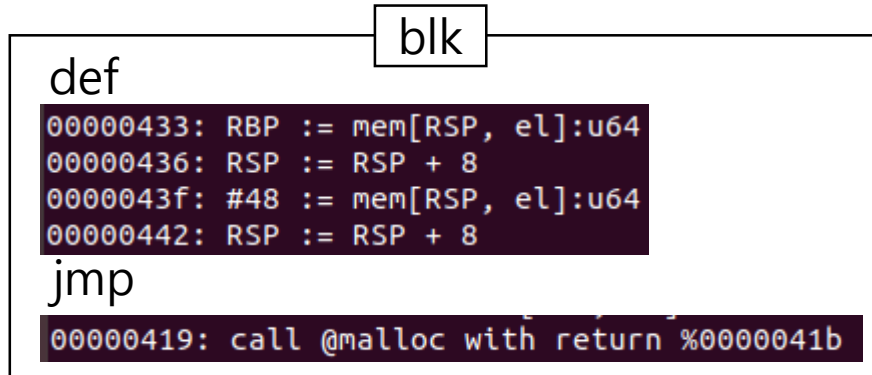 blk
def
00000433: RBP := mem[RSP, el]:u64
00000436: RSP := RSP + 8
0000043f: #48 := mem[RSP, el]:u64
00000442: RSP := RSP + 8
jmp
00000419: call @malloc with return %0000041b